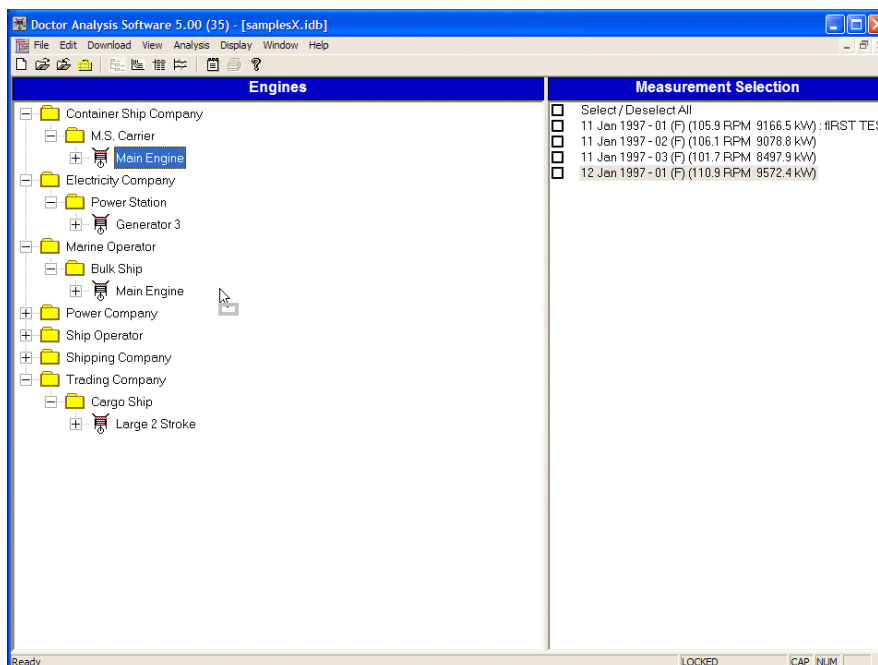 Doctor Analysis Software 5.00 (35) - [samplesX.idb]
File Edit Download View Analysis Display Window Help
Engines
Container Ship Company
M.S. Carrier
Main Engine
Electricity Company
Power Station
Generator 3
Marine Operator
Bulk Ship
Main Engine
Power Company
Ship Operator
Shipping Company
Trading Company
Cargo Ship
Large 2 Stroke
Measurement Selection
Select / Deselect All
11 Jan 1997 - 01 (F) (105.9 RPM 9166.5 kW) : fIRST TES
11 Jan 1997 - 02 (F) (106.1 RPM 9078.8 kW)
11 Jan 1997 - 03 (F) (101.7 RPM 8497.9 kW)
12 Jan 1997 - 01 (F) (110.9 RPM 9572.4 kW)
Ready LOCKED CAP NUM